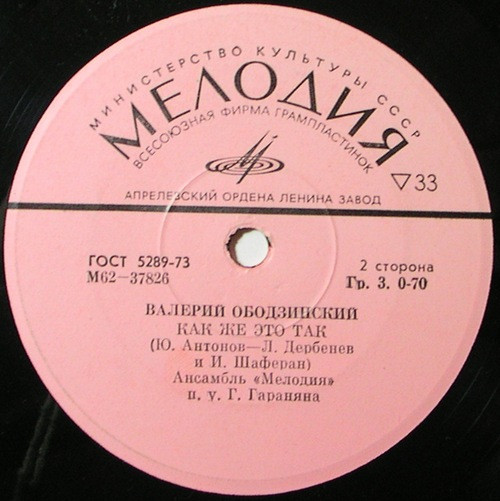 МИНИСТЕРСТВО КУЛЬТУРЫ СССР
МЕЛОДИЯ
ВСЕСОЮЗНАЯ ФИРМА ГРАМПЛАСТИНОК
▽33
АПРЕЛЕВСКИЙ ОРДЕНА ЛЕНИНА ЗАВОД
ГОСТ 5289-73
М62—37826
2 сторона
Гр. 3. 0-70
ВАЛЕРИЙ ОБОДЗИНСКИЙ
КАК ЖЕ ЭТО ТАК
(Ю. Антонов—Л. Дербенев
и И. Шаферан)
Ансамбль «Мелодия»
п. у. Г. Гараняна